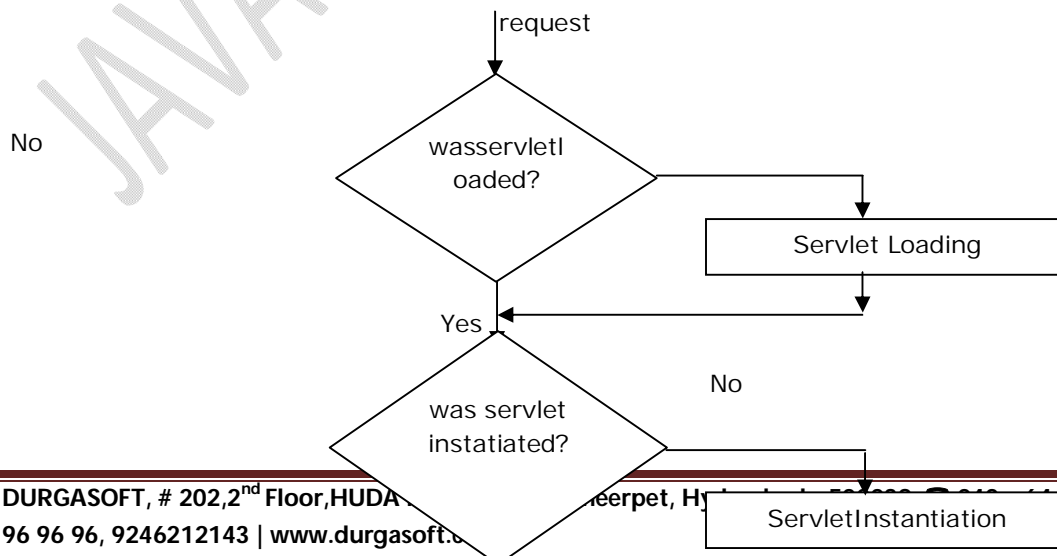 JAVA
request
No
wasservletl
oaded?
Servlet Loading
Yes
No
was servlet
instatiated?
DURGASOFT, # 202,2nd Floor,HUDA
96 96 96, 9246212143 | www.durgasoft.
ServletInstantiation